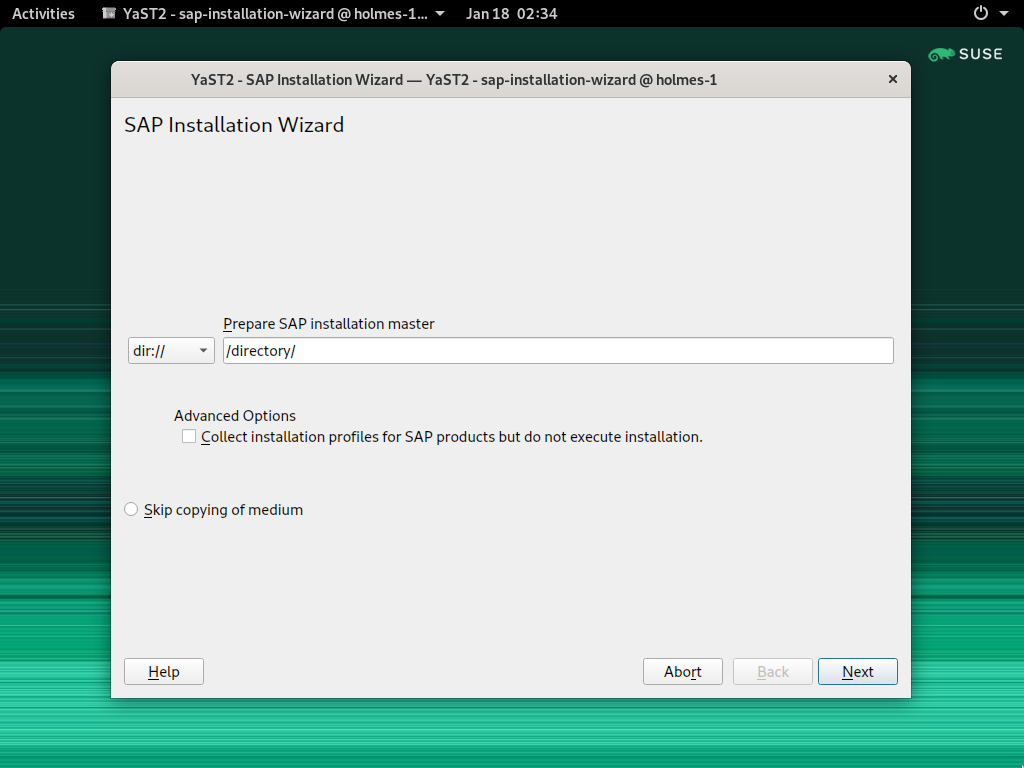 Activities YaST2 - sap-installation-wizard @ holmes-1... Jan 18 02:34
SUSE
YaST2 - SAP Installation Wizard — YaST2 - sap-installation-wizard @ holmes-1
SAP Installation Wizard
Prepare SAP installation master
dir:// /directory/
Advanced Options
Collect installation profiles for SAP products but do not execute installation.
Skip copying of medium
Help Abort Back Next